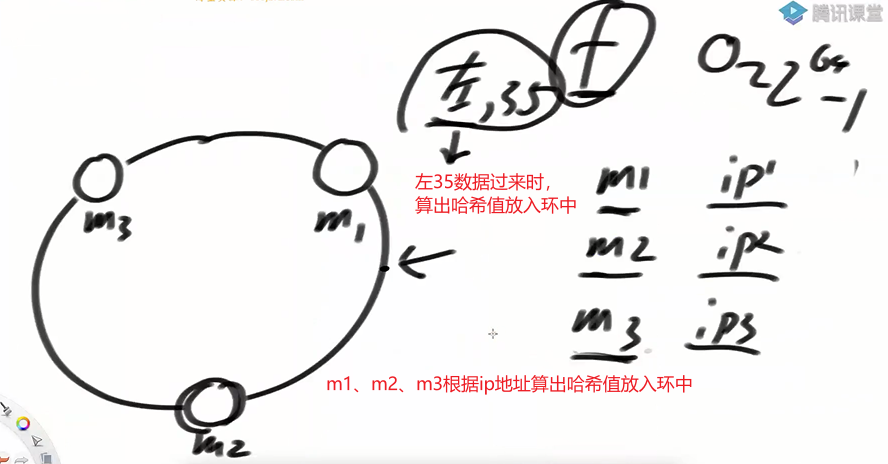 腾讯课堂
左,35 f
0~2^64-1
左35数据过来时,
算出哈希值放入环中
m3
m1
m2
m1 ip1
m2 ip2
m3 ip3
m1、m2、m3根据ip地址算出哈希值放入环中